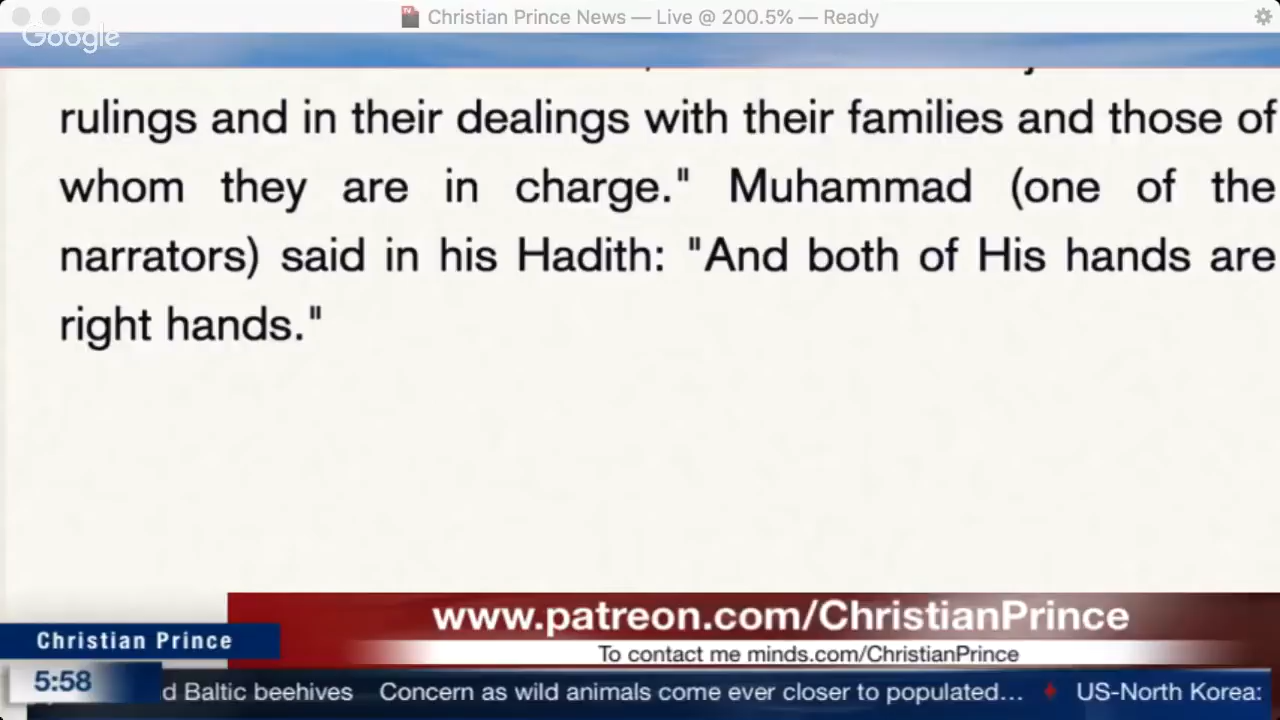 Christian Prince News — Live @ 200.5% — Ready
Google
rulings and in their dealings with their families and those of
whom they are in charge." Muhammad (one of the
narrators) said in his Hadith: "And both of His hands are
right hands."
www.patreon.com/ChristianPrince
Christian Prince
To contact me minds.com/ChristianPrince
5:58
d Baltic beehives Concern as wild animals come ever closer to populated... US-North Korea: